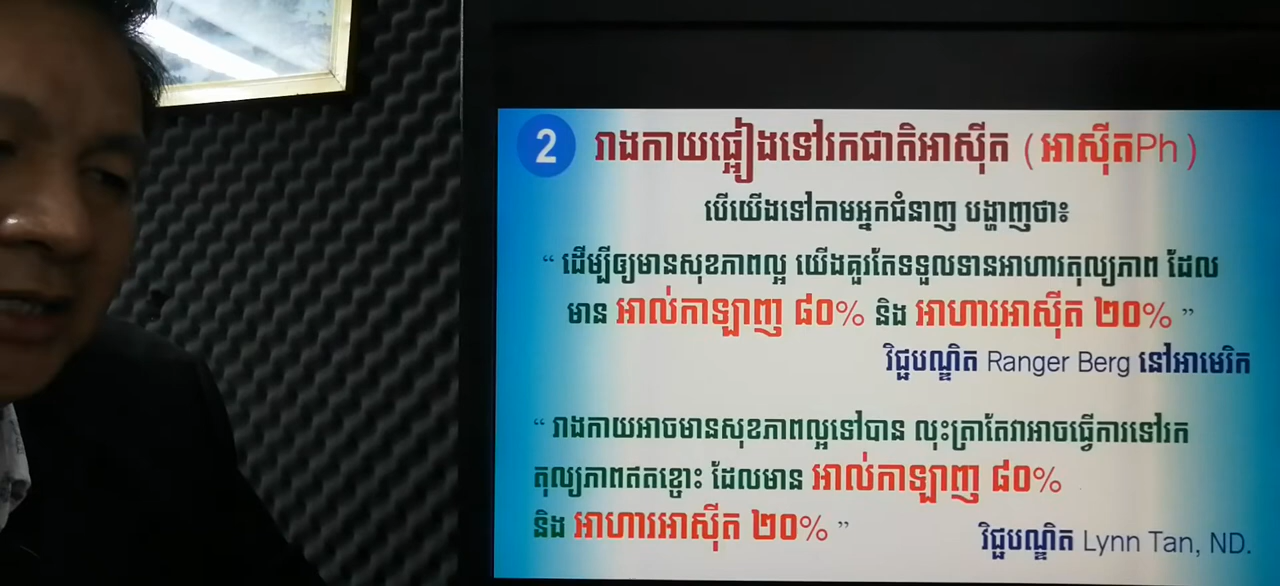 2 រាងកាយផ្អៀងទៅរកជាតិអាស៊ីត ( អាស៊ីតPh )
បើយើងទៅតាមអ្នកជំនាញ បង្ហាញថា៖
“ ដើម្បីឲ្យមានសុខភាពល្អ យើងគួរតែទទួលទានអាហារតុល្យភាព ដែល
មាន អាល់កាឡាញ ៨០% និង អាហារអាស៊ីត ២០% ”
វិជ្ជបណ្ឌិត Ranger Berg នៅអាមេរិក
“ រាងកាយអាចមានសុខភាពល្អទៅបាន លុះត្រាតែវាអាចធ្វើការទៅរក
តុល្យភាពឥតខ្ចោះ ដែលមាន អាល់កាឡាញ ៨០%
និង អាហារអាស៊ីត ២០% ”
វិជ្ជបណ្ឌិត Lynn Tan, ND.